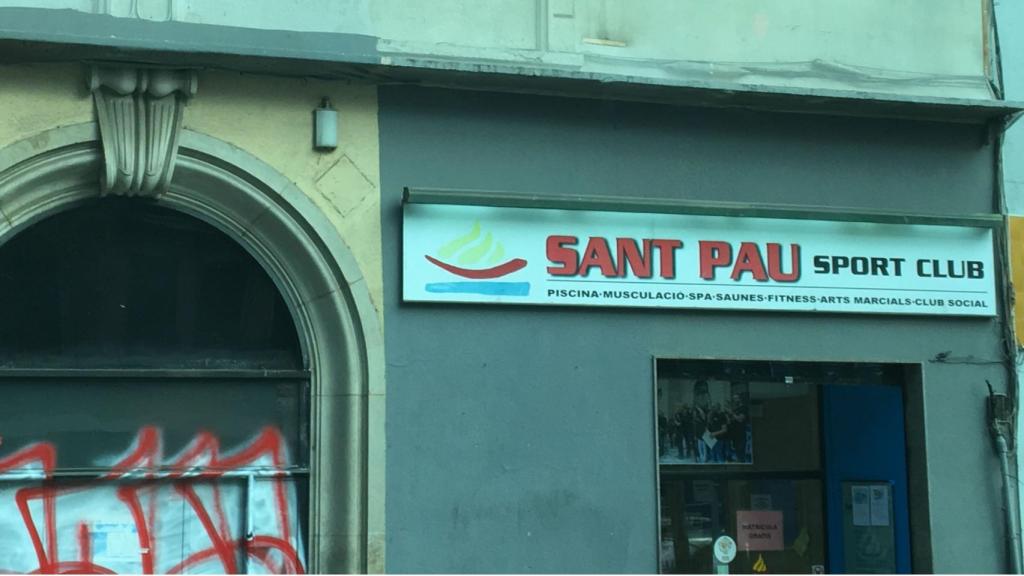 SANT PAU SPORT CLUB
PISCINA·MUSCULACIÓ·SPA·SAUNES·FITNESS·ARTS MARCIALS·CLUB SOCIAL
MATRÍCULA
GRATIS